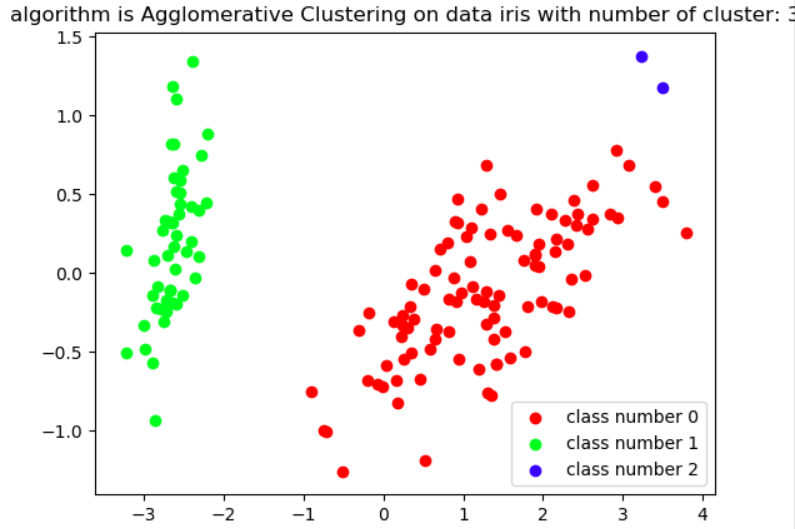 algorithm is Agglomerative Clustering on data iris with number of cluster: 3
1.5
1.0
0.5
0.0
−0.5
−1.0
class number 0
class number 1
class number 2
−3 −2 −1 0 1 2 3 4